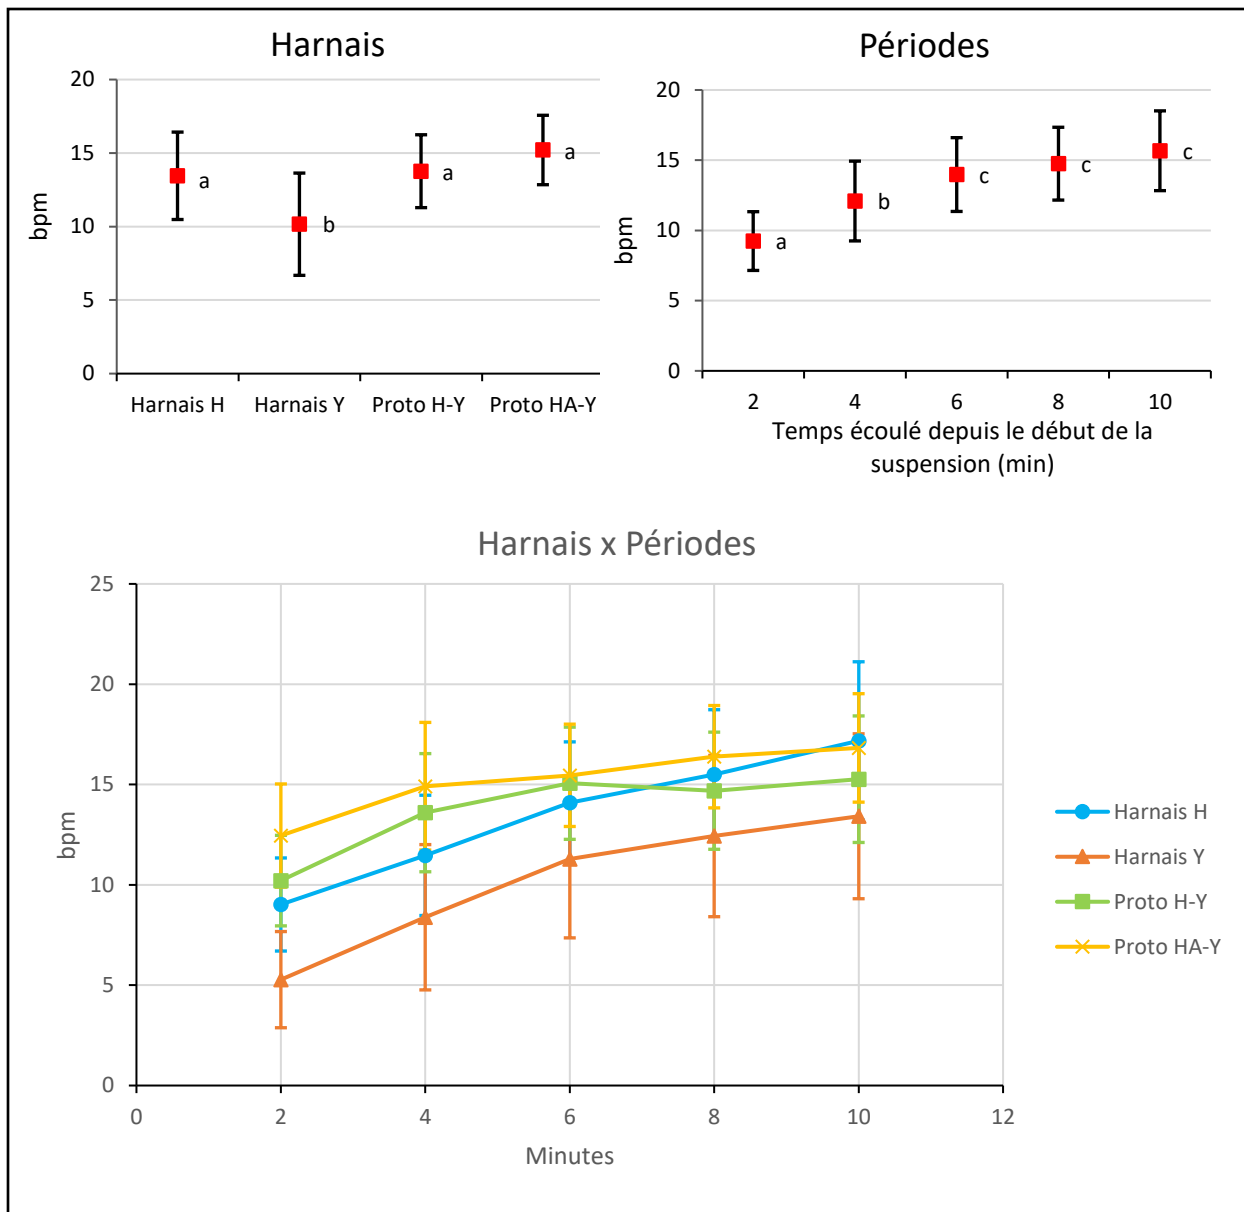 Harnais
20
15
10
5
0
bpm
a
b
a
a
Harnais H
Harnais Y
Proto H-Y
Proto HA-Y
Périodes
20
15
10
5
0
bpm
a
b
c
c
c
2
4
6
8
10
Temps écoulé depuis le début de la
suspension (min)
Harnais x Périodes
25
20
15
10
5
0
bpm
0
2
4
6
8
10
12
Minutes
Harnais H
Harnais Y
Proto H-Y
Proto HA-Y